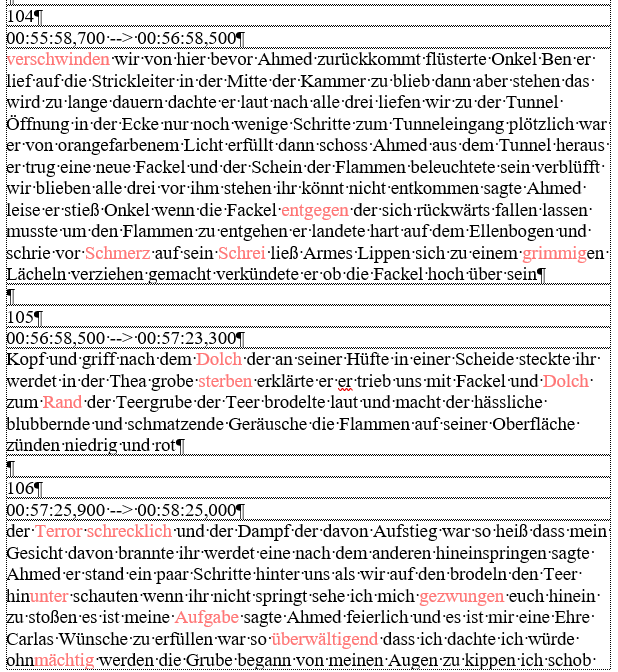 104¶
00:55:58,700 --> 00:56:58,500¶
verschwinden wir von hier bevor Ahmed zurückkommt flüsterte Onkel Ben er
lief auf die Strickleiter in der Mitte der Kammer zu blieb dann aber stehen das
wird zu lange dauern dachte er laut nach alle drei liefen wir zu der Tunnel
Öffnung in der Ecke nur noch wenige Schritte zum Tunneleingang plötzlich war
er von orangefarbenem Licht erfüllt dann schoss Ahmed aus dem Tunnel heraus
er trug eine neue Fackel und der Schein der Flammen beleuchtete sein verblüfft
wir blieben alle drei vor ihm stehen ihr könnt nicht entkommen sagte Ahmed
leise er stieß Onkel wenn die Fackel entgegen der sich rückwärts fallen lassen
musste um den Flammen zu entgehen er landete hart auf dem Ellenbogen und
schrie vor Schmerz auf sein Schrei ließ Armes Lippen sich zu einem grimmigen
Lächeln verziehen gemacht verkündete er ob die Fackel hoch über sein¶
¶
105¶
00:56:58,500 --> 00:57:23,300¶
Kopf und griff nach dem Dolch der an seiner Hüfte in einer Scheide steckte ihr
werdet in der Thea grobe sterben erklärte er er trieb uns mit Fackel und Dolch
zum Rand der Teergrube der Teer brodelte laut und macht der hässliche
blubbernde und schmatzende Geräusche die Flammen auf seiner Oberfläche
zünden niedrig und rot¶
¶
106¶
00:57:25,900 --> 00:58:25,000¶
der Terror schrecklich und der Dampf der davon Aufstieg war so heiß dass mein
Gesicht davon brannte ihr werdet eine nach dem anderen hineinspringen sagte
Ahmed er stand ein paar Schritte hinter uns als wir auf den brodeln den Teer
hinunter schauten wenn ihr nicht springt sehe ich mich gezwungen euch hinein
zu stoßen es ist meine Aufgabe sagte Ahmed feierlich und es ist mir eine Ehre
Carlas Wünsche zu erfüllen war so überwältigend dass ich dachte ich würde
ohnmächtig werden die Grube begann von meinen Augen zu kippen ich schob